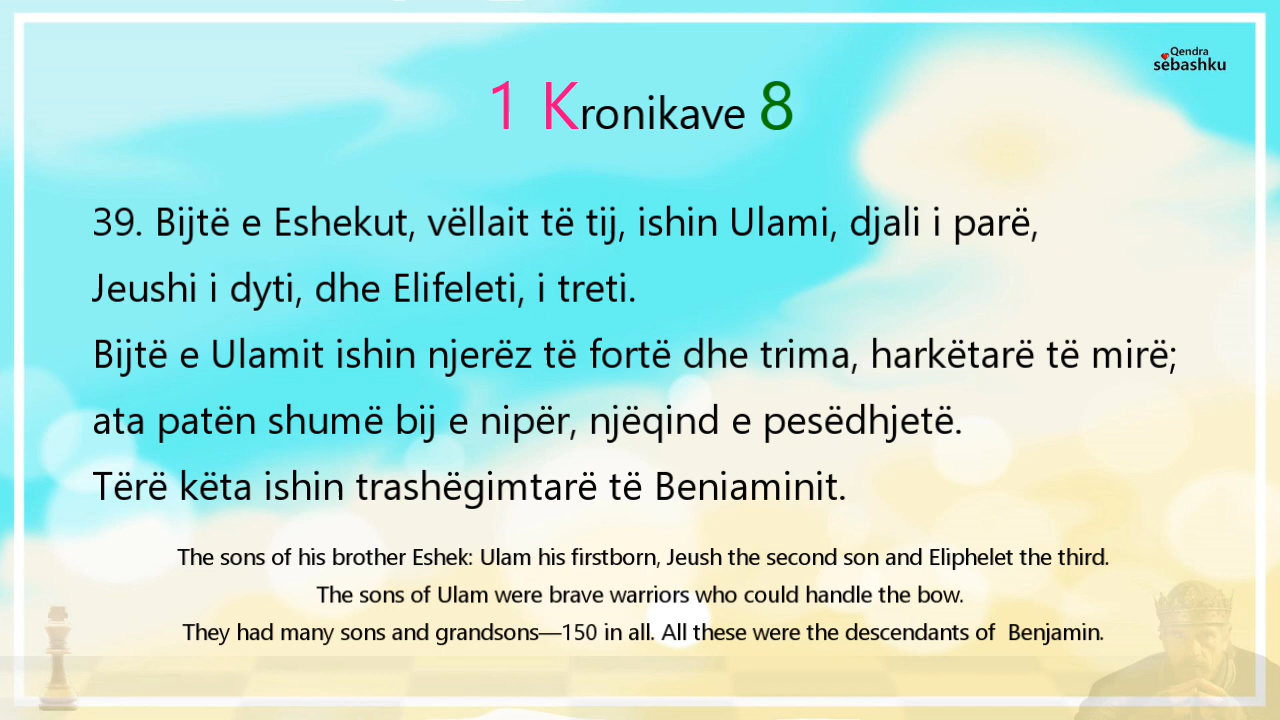 Qendra
sëbashku
1 Kronikave 8
39. Bijtë e Eshekut, vëllait të tij, ishin Ulami, djali i parë,
Jeushi i dyti, dhe Elifeleti, i treti.
Bijtë e Ulamit ishin njerëz të fortë dhe trima, harkëtarë të mirë;
ata patën shumë bij e nipër, njëqind e pesëdhjetë.
Tërë këta ishin trashëgimtarë të Beniaminit.
The sons of his brother Eshek: Ulam his firstborn, Jeush the second son and Eliphelet the third.
The sons of Ulam were brave warriors who could handle the bow.
They had many sons and grandsons—150 in all. All these were the descendants of  Benjamin.